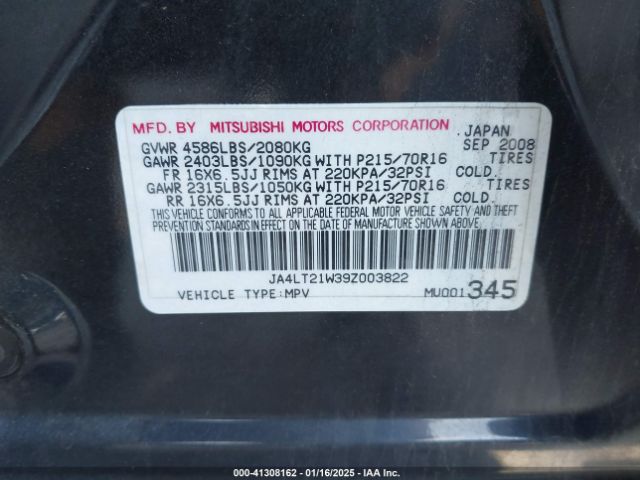 MFD. BY MITSUBISHI MOTORS CORPORATION JAPAN
GVWR 4586LBS/2080KG SEP 2008
GAWR 2403LBS/1090KG WITH P215/70R16 TIRES
FR 16X6.5JJ RIMS AT 220KPA/32PSI COLD.
GAWR 2315LBS/1050KG WITH P215/70R16 TIRES
RR 16X6.5JJ RIMS AT 220KPA/32PSI COLD.
THIS VEHICLE CONFORMS TO ALL APPLICABLE FEDERAL MOTOR VEHICLE SAFETY AND THEFT
PREVENTION STANDARDS IN EFFECT ON THE DATE OF MANUFACTURE SHOWN ABOVE.
JA4LT21W39Z003822
VEHICLE TYPE:MPV MU001345
000-41308162 - 01/16/2025 - IAA Inc.